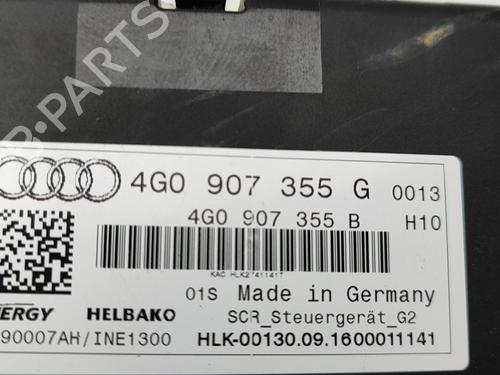 B-PARTS
4G0 907 355 G 0013
4G0 907 355 B H10
KAC HLK2741141T
01S Made in Germany
NERGY HELBAKO SCR_Steuergerät_G2
90007AH/INE1300 HLK-00130.09.1600011141